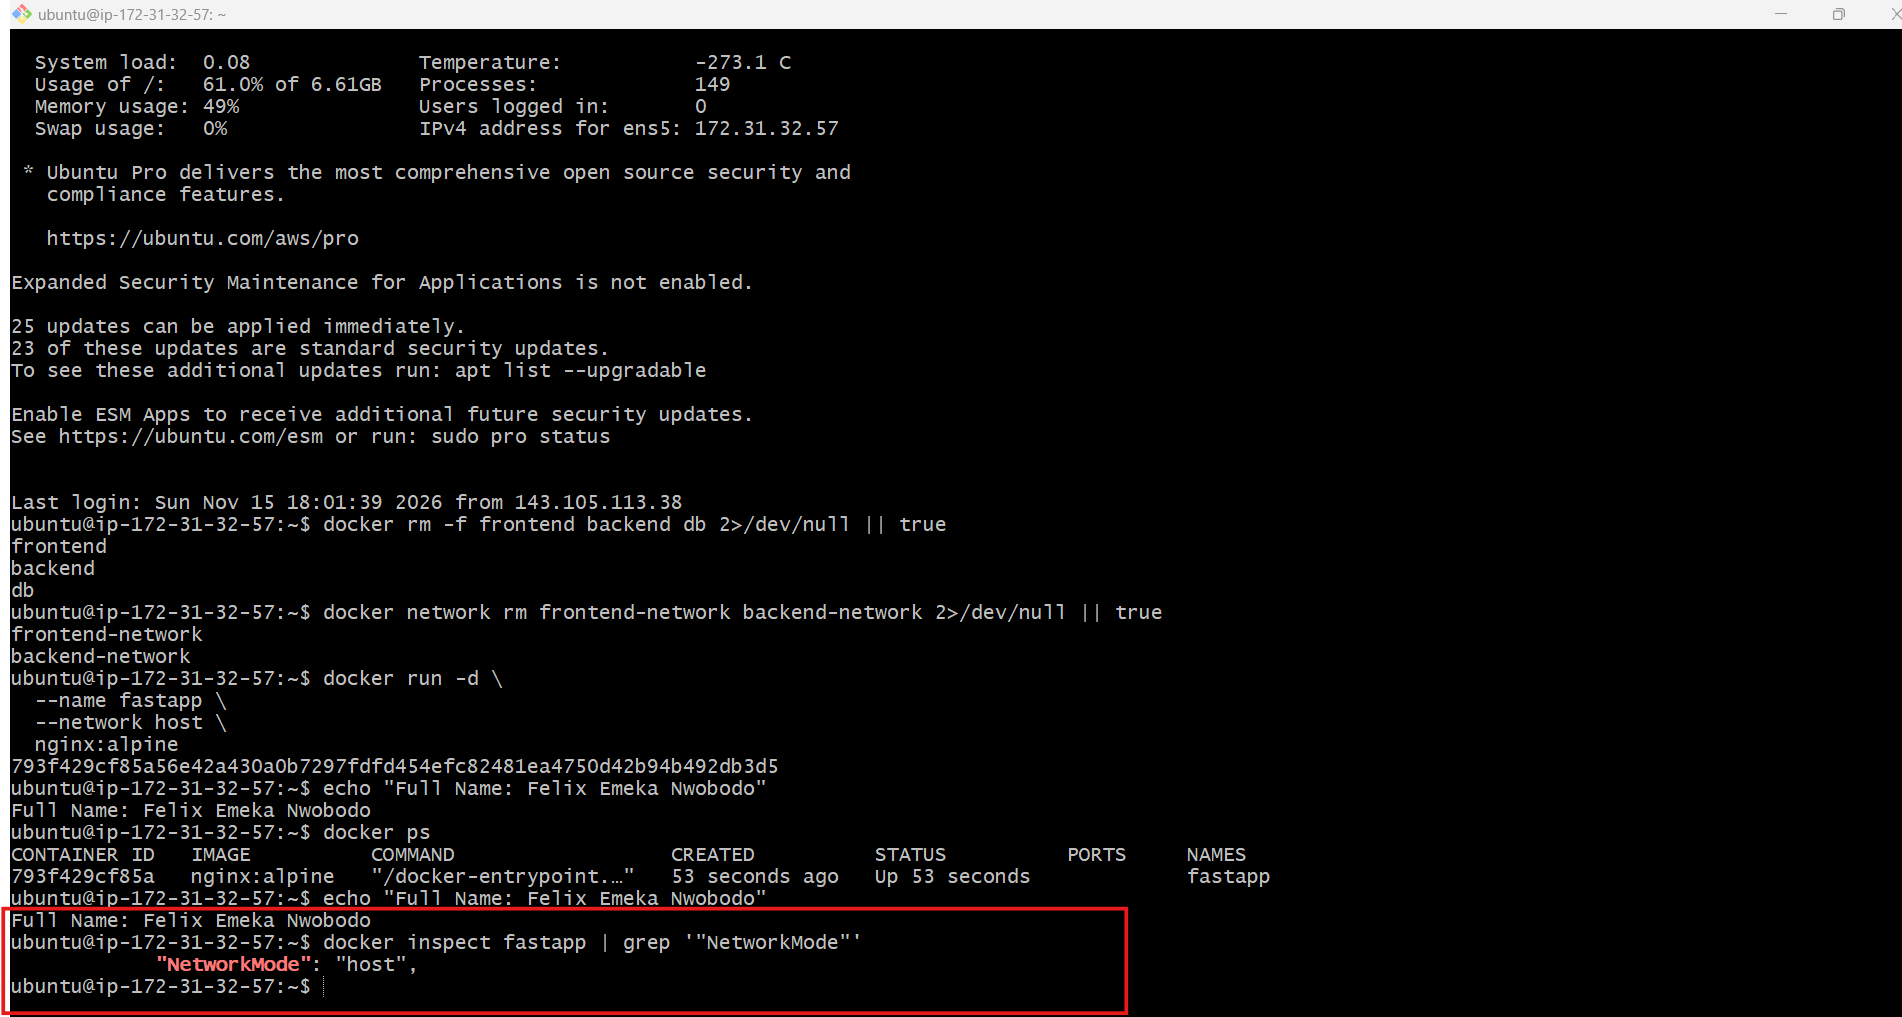 ubuntu@ip-172-31-32-57: ~
System load:  0.08              Temperature:           -273.1 C
Usage of /:   61.0% of 6.61GB   Processes:             149
Memory usage: 49%               Users logged in:       0
Swap usage:   0%                IPv4 address for ens5: 172.31.32.57
* Ubuntu Pro delivers the most comprehensive open source security and
compliance features.
https://ubuntu.com/aws/pro
Expanded Security Maintenance for Applications is not enabled.
25 updates can be applied immediately.
23 of these updates are standard security updates.
To see these additional updates run: apt list --upgradable
Enable ESM Apps to receive additional future security updates.
See https://ubuntu.com/esm or run: sudo pro status
Last login: Sun Nov 15 18:01:39 2026 from 143.105.113.38
ubuntu@ip-172-31-32-57:~$ docker rm -f frontend backend db 2>/dev/null || true
frontend
backend
db
ubuntu@ip-172-31-32-57:~$ docker network rm frontend-network backend-network 2>/dev/null || true
frontend-network
backend-network
ubuntu@ip-172-31-32-57:~$ docker run -d \
--name fastapp \
--network host \
nginx:alpine
793f429cf85a56e42a430a0b7297fdfd454efc82481ea4750d42b94b492db3d5
ubuntu@ip-172-31-32-57:~$ echo "Full Name: Felix Emeka Nwobodo"
Full Name: Felix Emeka Nwobodo
ubuntu@ip-172-31-32-57:~$ docker ps
CONTAINER ID   IMAGE          COMMAND                  CREATED          STATUS          PORTS     NAMES
793f429cf85a   nginx:alpine   "/docker-entrypoint.…"   53 seconds ago   Up 53 seconds             fastapp
ubuntu@ip-172-31-32-57:~$ echo "Full Name: Felix Emeka Nwobodo"
Full Name: Felix Emeka Nwobodo
ubuntu@ip-172-31-32-57:~$ docker inspect fastapp | grep '"NetworkMode"'
"NetworkMode": "host",
ubuntu@ip-172-31-32-57:~$